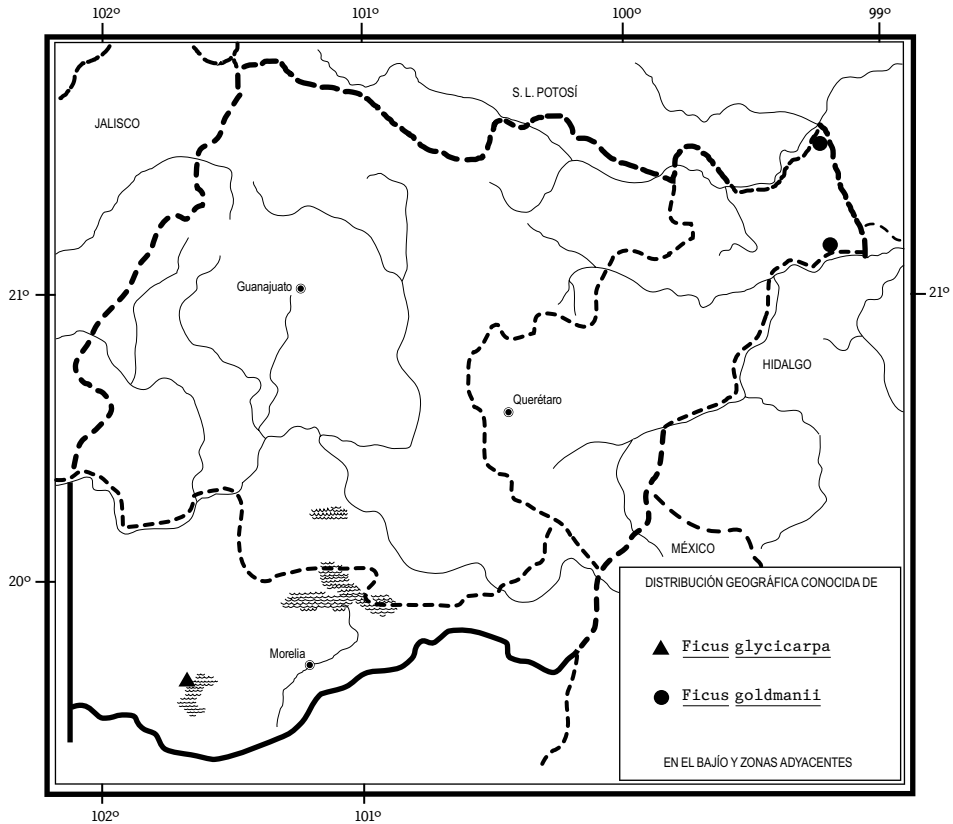 102º 101º 100º 99º
S. L. POTOSÍ
JALISCO
Guanajuato
21º 21º
HIDALGO
Querétaro
MÉXICO
20º
DISTRIBUCIÓN GEOGRÁFICA CONOCIDA DE
Ficus glycicarpa
Morelia
Ficus goldmanii
EN EL BAJÍO Y ZONAS ADYACENTES
102º 101º